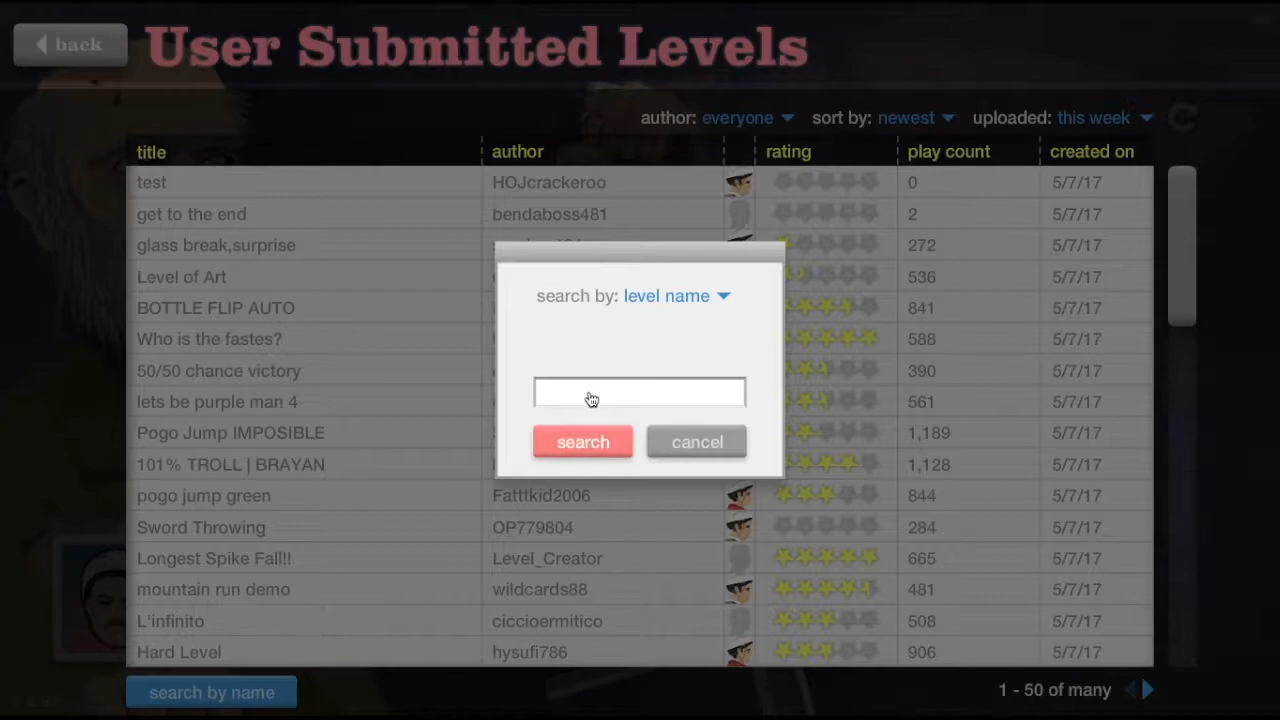 back
User Submitted Levels
author: everyone sort by: newest uploaded: this week
title author rating play count created on
test HOJcrackeroo 0 5/7/17
get to the end bendaboss481 2 5/7/17
glass break,surprise 272 5/7/17
Level of Art 536 5/7/17
BOTTLE FLIP AUTO 841 5/7/17
Who is the fastes? 588 5/7/17
50/50 chance victory 390 5/7/17
lets be purple man 4 561 5/7/17
Pogo Jump IMPOSIBLE 1,189 5/7/17
101% TROLL | BRAYAN 1,128 5/7/17
pogo jump green Fatttkid2006 844 5/7/17
Sword Throwing OP779804 284 5/7/17
Longest Spike Fall!! Level_Creator 665 5/7/17
mountain run demo wildcards88 481 5/7/17
L'infinito ciccioermitico 508 5/7/17
Hard Level hysufi786 906 5/7/17
search by: level name
search cancel
search by name 1 - 50 of many